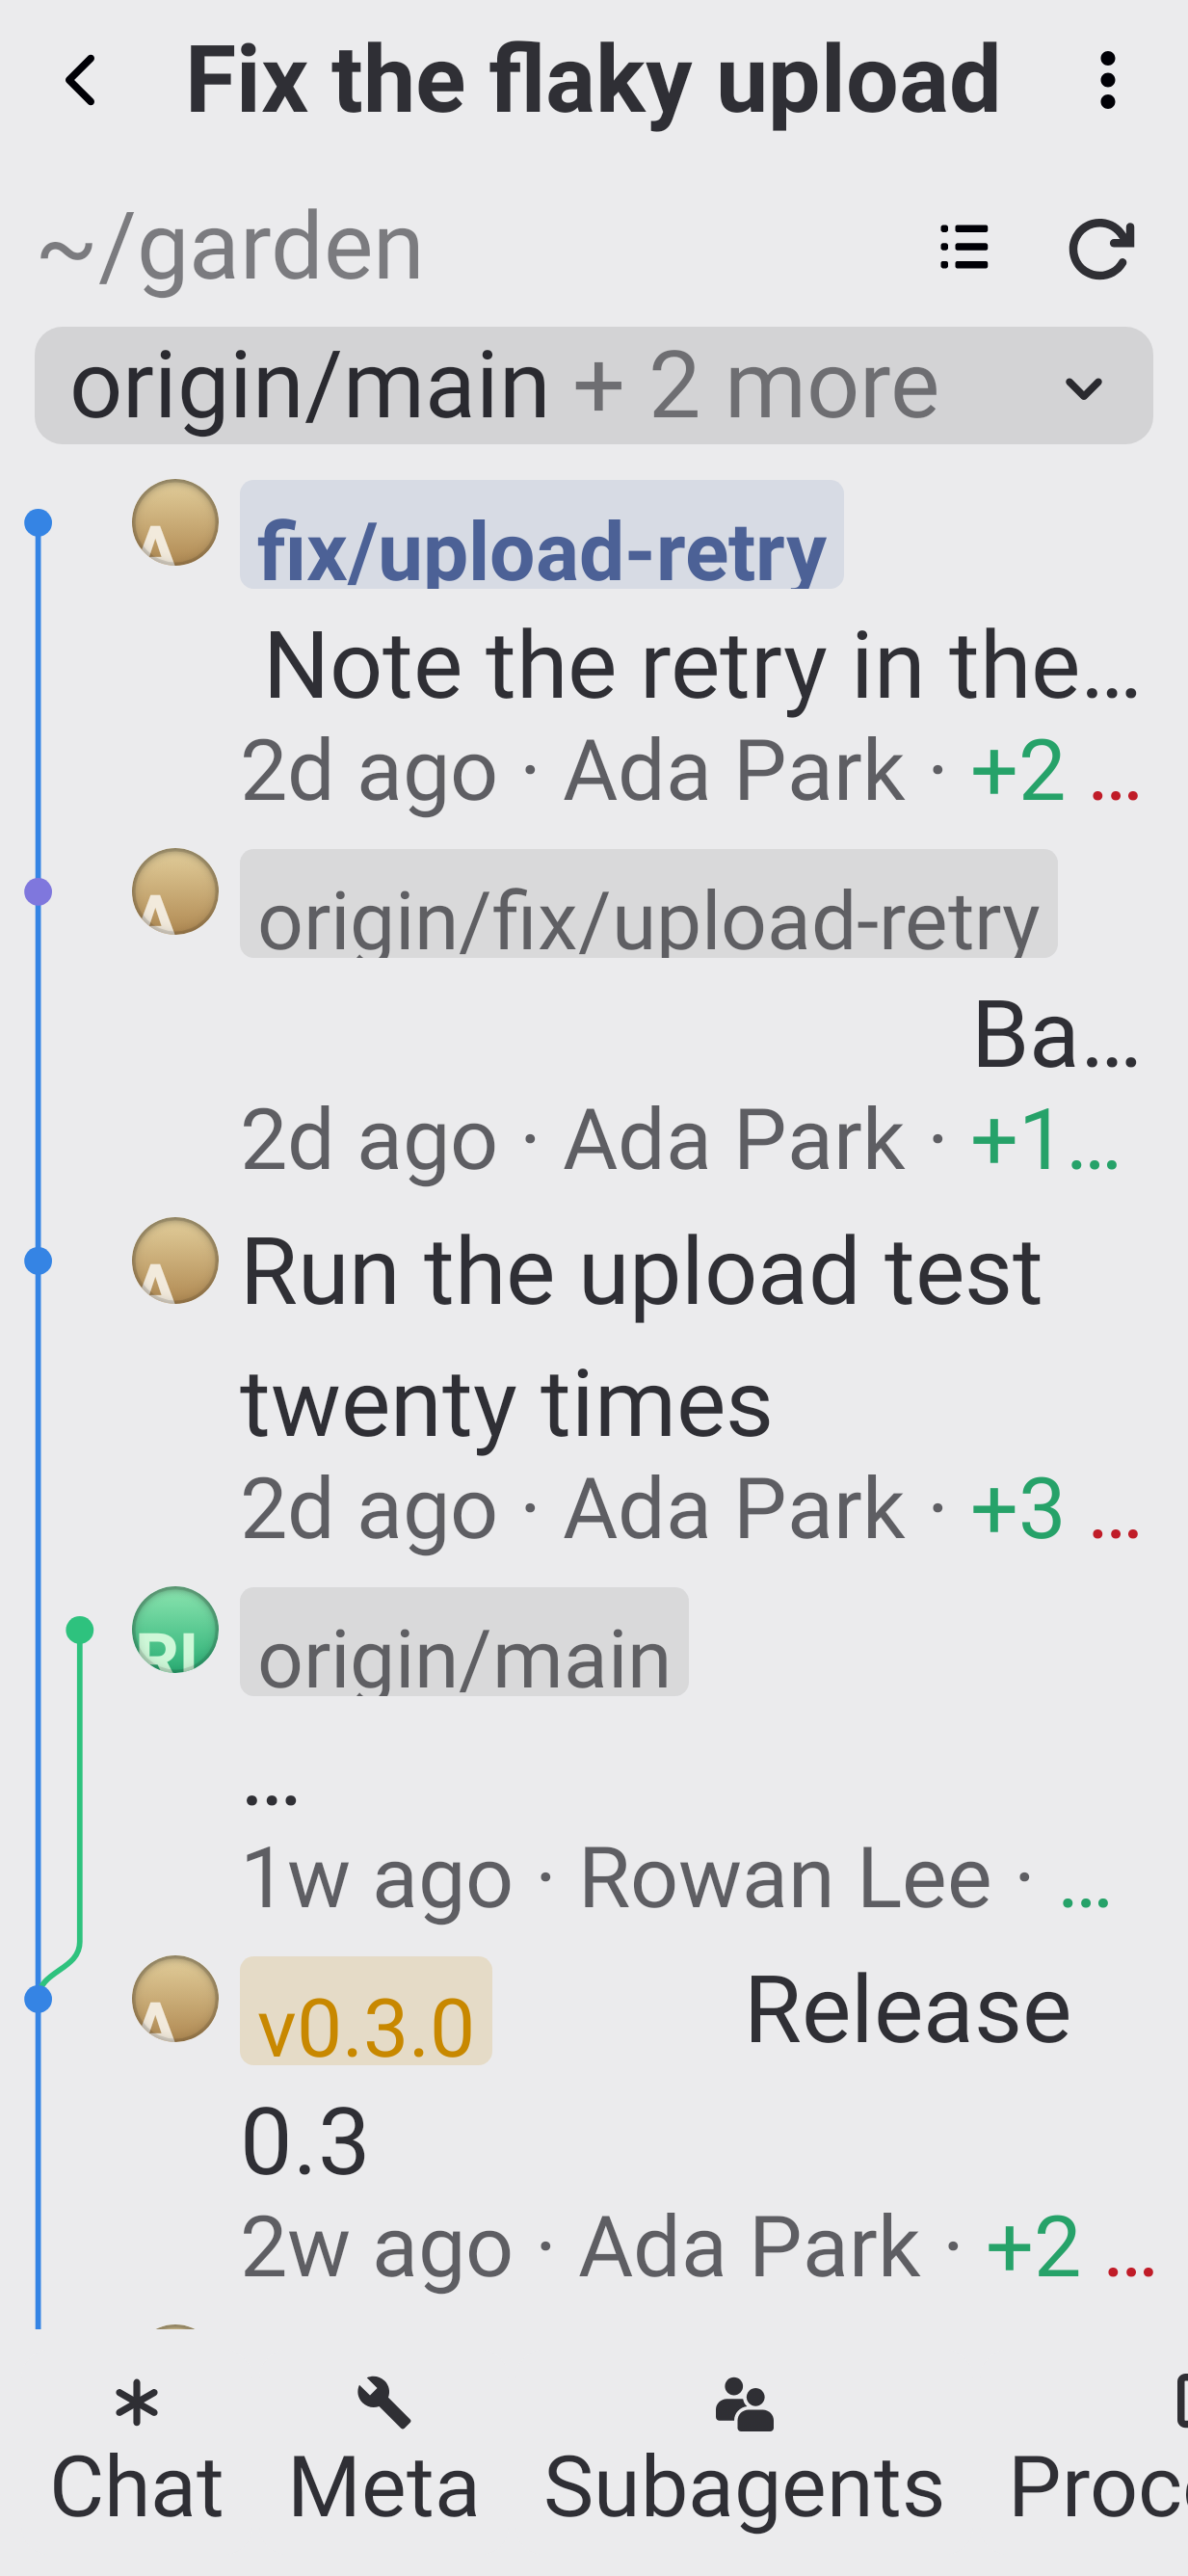 Fix the flaky upload
~/garden
origin/main + 2 more
A
fix/upload-retry
Note the retry in the…
2d ago · Ada Park · +2 …
A
origin/fix/upload-retry
Ba…
2d ago · Ada Park · +1…
A
Run the upload test
twenty times
2d ago · Ada Park · +3 …
RL
origin/main
…
1w ago · Rowan Lee · …
A
v0.3.0 Release
0.3
2w ago · Ada Park · +2 …
Chat Meta Subagents